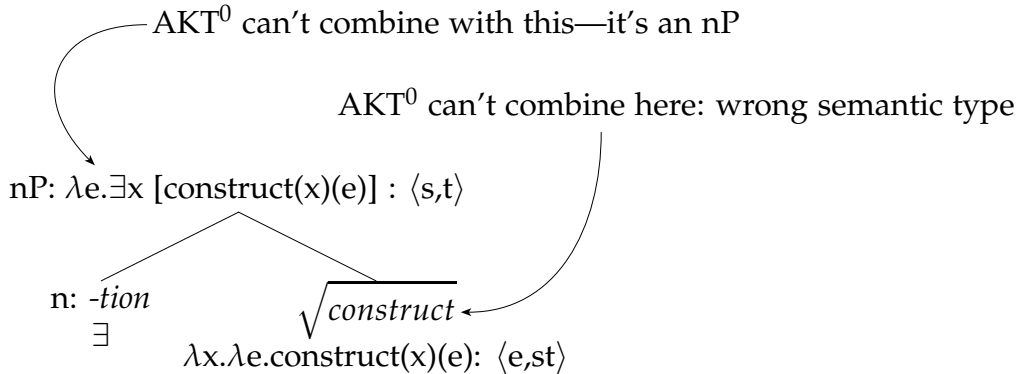 AKT⁰ can't combine with this—it's an nP
AKT⁰ can't combine here: wrong semantic type
nP: λe.∃x [construct(x)(e)] : ⟨s,t⟩
n: -tion
√construct
∃
λx.λe.construct(x)(e): ⟨e,st⟩